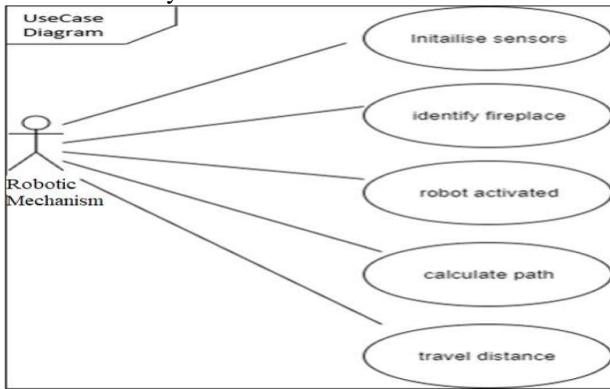 UseCase
Diagram
Initailise sensors
identify fireplace
robot activated
Robotic
Mechanism
calculate path
travel distance